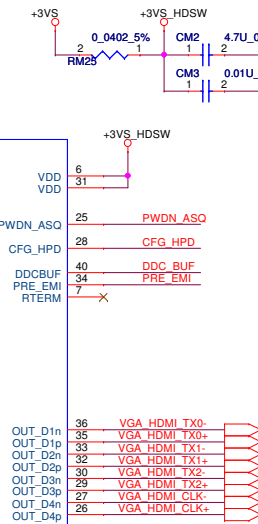 +3VS +3VS_HDSW
0_0402_5% CM2 4.7U_0
2 1 1 2
RM25
CM3 0.01U_
1 2
+3VS_HDSW
VDD 6
VDD 31
PWDN_ASQ 25 PWDN_ASQ
CFG_HPD 28 CFG_HPD
DDCBUF 40 DDC_BUF
PRE_EMI 34 PRE_EMI
RTERM 7
OUT_D1n 36 VGA_HDMI_TX0-
OUT_D1p 35 VGA_HDMI_TX0+
OUT_D2n 33 VGA_HDMI_TX1-
OUT_D2p 32 VGA_HDMI_TX1+
OUT_D3n 30 VGA_HDMI_TX2-
OUT_D3p 29 VGA_HDMI_TX2+
OUT_D4n 27 VGA_HDMI_CLK-
OUT_D4p 26 VGA_HDMI_CLK+